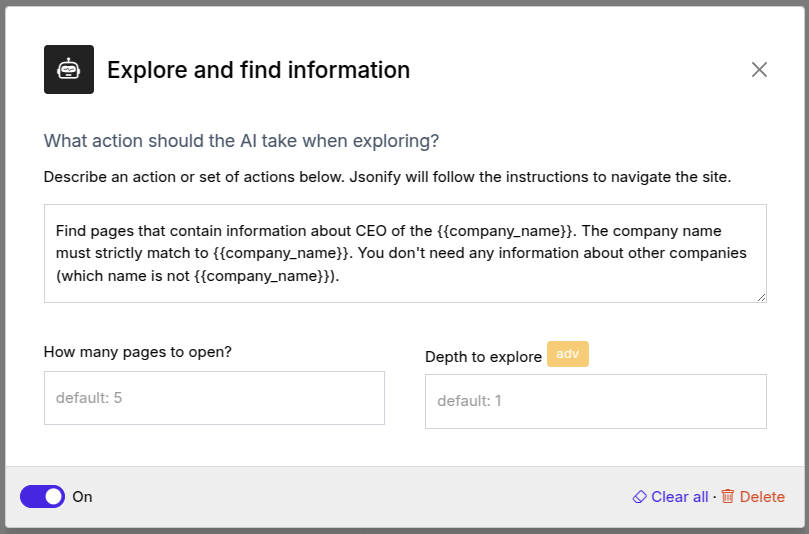 Explore and find information
What action should the AI take when exploring?
Describe an action or set of actions below. Jsonify will follow the instructions to navigate the site.
Find pages that contain information about CEO of the {{company_name}}. The company name
must strictly match to {{company_name}}. You don't need any information about other companies
(which name is not {{company_name}}).
How many pages to open?
default: 5
Depth to explore adv
default: 1
On
Clear all · Delete